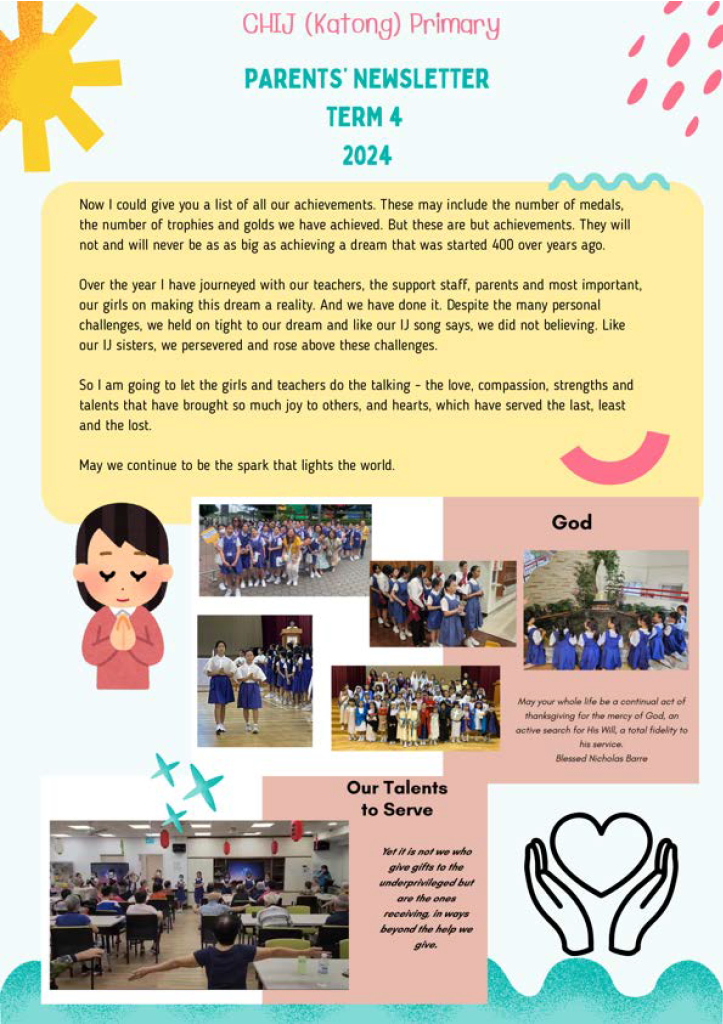 CHIJ (Katong) Primary
PARENTS' NEWSLETTER
TERM 4
2024
Now I could give you a list of all our achievements. These may include the number of medals,
the number of trophies and golds we have achieved. But these are but achievements. They will
not and will never be as as big as achieving a dream that was started 400 over years ago.
Over the year I have journeyed with our teachers, the support staff, parents and most important,
our girls on making this dream a reality. And we have done it. Despite the many personal
challenges, we held on tight to our dream and like our IJ song says, we did not believing. Like
our IJ sisters, we persevered and rose above these challenges.
So I am going to let the girls and teachers do the talking - the love, compassion, strengths and
talents that have brought so much joy to others, and hearts, which have served the last, least
and the lost.
May we continue to be the spark that lights the world.
God
May your whole life be a continual act of
thanksgiving for the mercy of God, an
active search for His Will, a total fidelity to
his service.
Blessed Nicholas Barre
Our Talents
to Serve
Yet it is not we who
give gifts to the
underprivileged but
are the ones
receiving, in ways
beyond the help we
give.